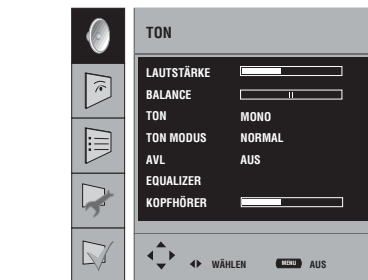 TON
LAUTSTÄRKE
BALANCE
TON MONO
TON MODUS NORMAL
AVL AUS
EQUALIZER
KOPFHÖRER
WÄHLEN MENU AUS